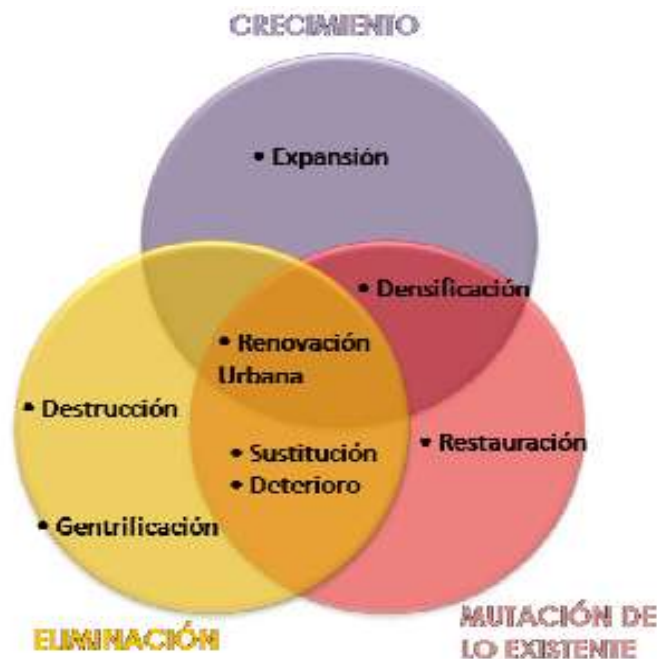 CRECIMIENTO
• Expansión
• Densificación
• Renovación
Urbana
• Destrucción
• Sustitución
• Deterioro
• Restauración
• Gentrificación
ELIMINACIÓN
MUTACIÓN DE
LO EXISTENTE